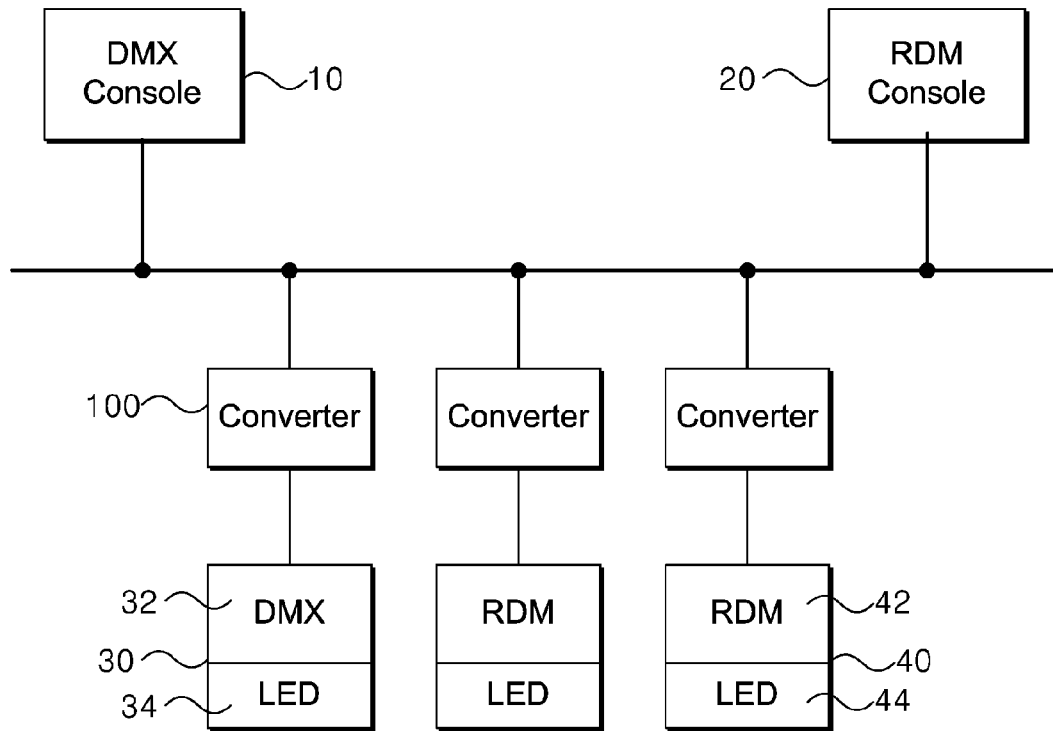 DMX
Console
10
20
RDM
Console
100
Converter
Converter
Converter
32
DMX
RDM
RDM
42
30
40
34
LED
LED
LED
44